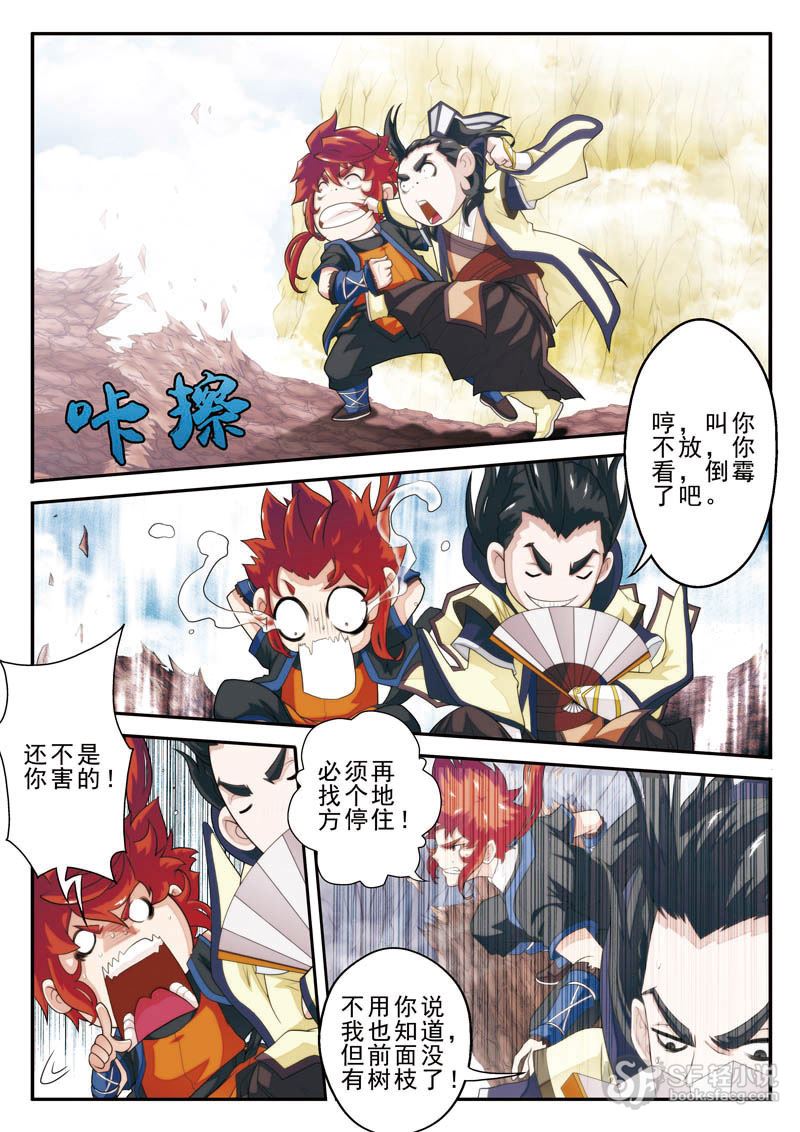 咔擦
哼，叫你
不放，你
看，倒霉
了吧。
还不是
你害的！
必须再
找个地
方停住！
不用你说
我也知道，
但前面没
有树枝了！
SF轻小说
books.sfacg.com